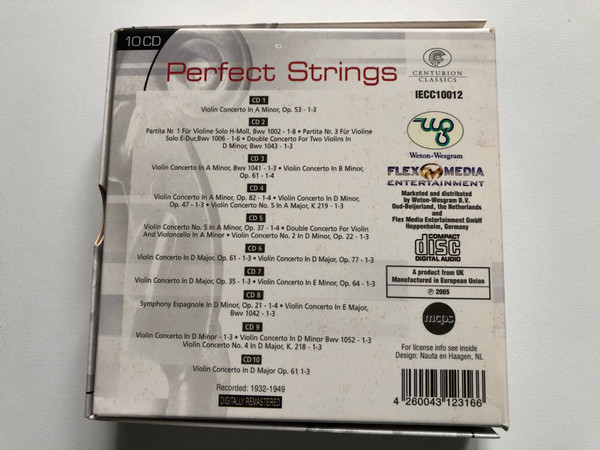 10CD
Perfect Strings
CENTURION
CLASSICS
IECC10012
CD 1
Violin Concerto In A Minor, Op. 53 - 1-3
CD 2
Partita Nr. 1 Für Violine Solo H-Moll, Bwv 1002 - 1-8 • Partita Nr. 3 Für Violine
Solo E-Dur,Bwv 1006 - 1-6 • Double Concerto For Two Violins In
D Minor, Bwv 1043 - 1-3
CD 3
Violin Concerto In A Minor, Bwv 1041 - 1-3 • Violin Concerto In B Minor,
Op. 61 - 1-4
CD 4
Violin Concerto In A Minor, Op. 82 - 1-4 • Violin Concerto In D Minor,
Op. 47 - 1-3 • Violin Concerto No. 5 In A Major, K 219 - 1-3
CD 5
Violin Concerto No. 5 In A Minor, Op. 37 - 1-4 • Double Concerto For Violin
And Violoncello In A Minor • Violin Concerto No. 2 In D Minor, Op. 22 - 1-3
CD 6
Violin Concerto In D Major, Op. 61 - 1-3 • Violin Concerto In D Major, Op. 77 - 1-3
CD 7
Violin Concerto In D Major, Op. 35 - 1-3 • Violin Concerto In E Minor, Op. 64 - 1-3
CD 8
Symphony Espagnole In D Minor, Op. 21 - 1-4 • Violin Concerto In E Major,
Bwv 1042 - 1-3
CD 9
Violin Concerto In D Minor - 1-3 • Violin Concerto In D Minor Bwv 1052 - 1-3
Violin Concerto No. 4 In D Major, K. 218 - 1-3
CD 10
Violin Concerto In D Major Op. 61 1-3
Recorded: 1932-1949
DIGITALLY REMASTERED
WG
Weton-Wesgram
FLEX MEDIA
ENTERTAINMENT
Marketed and distributed
by Weton-Wesgram B.V.
Oud-Beijerland, the Netherlands
and
Flex Media Entertainment GmbH
Heppenheim, Germany
COMPACT
disc
DIGITAL AUDIO
A product from UK
Manufactured in European Union
℗ 2005
mcps
For license info see inside
Design: Nauta en Haagen, NL
4 260043 123166